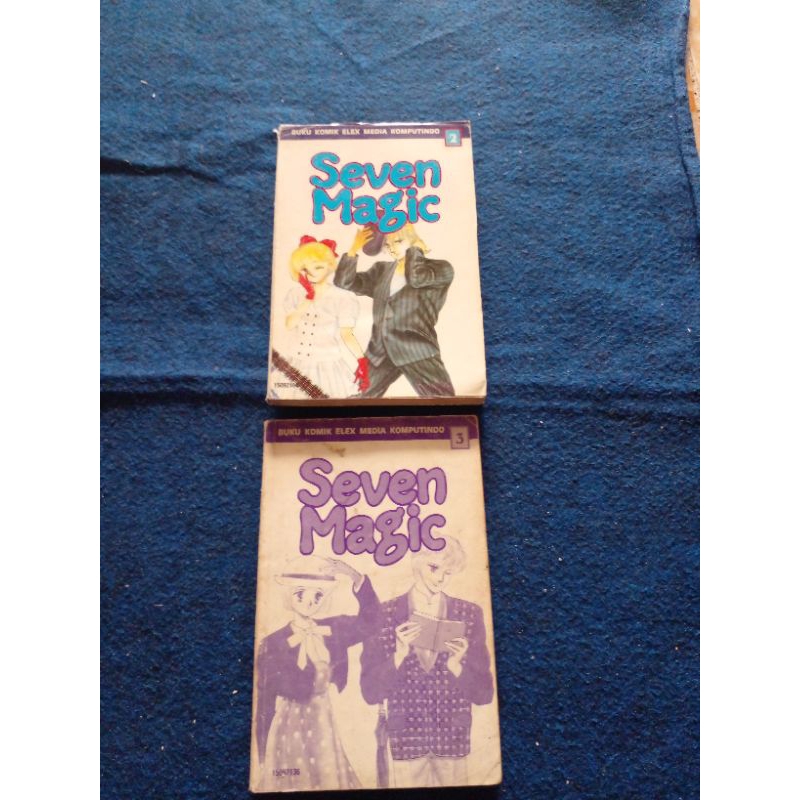 BUKU KOMIK ELEX MEDIA KOMPUTINDO
2
Seven
Magic
BUKU KOMIK ELEX MEDIA KOMPUTINDO
3
Seven
Magic